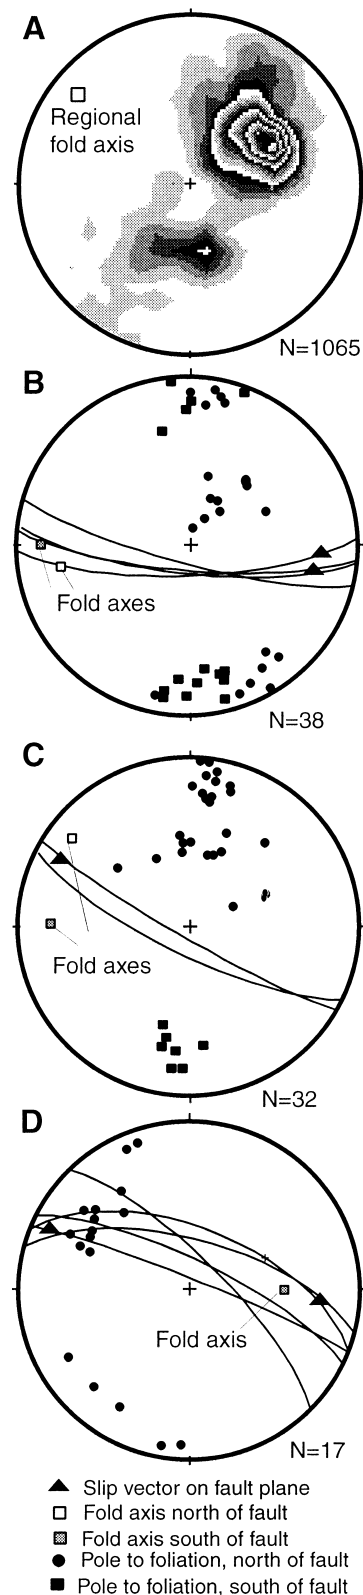 A
Regional
fold axis
N=1065
B
Fold axes
N=38
C
Fold axes
N=32
D
Fold axis
N=17
Slip vector on fault plane
Fold axis north of fault
Fold axis south of fault
Pole to foliation, north of fault
Pole to foliation, south of fault